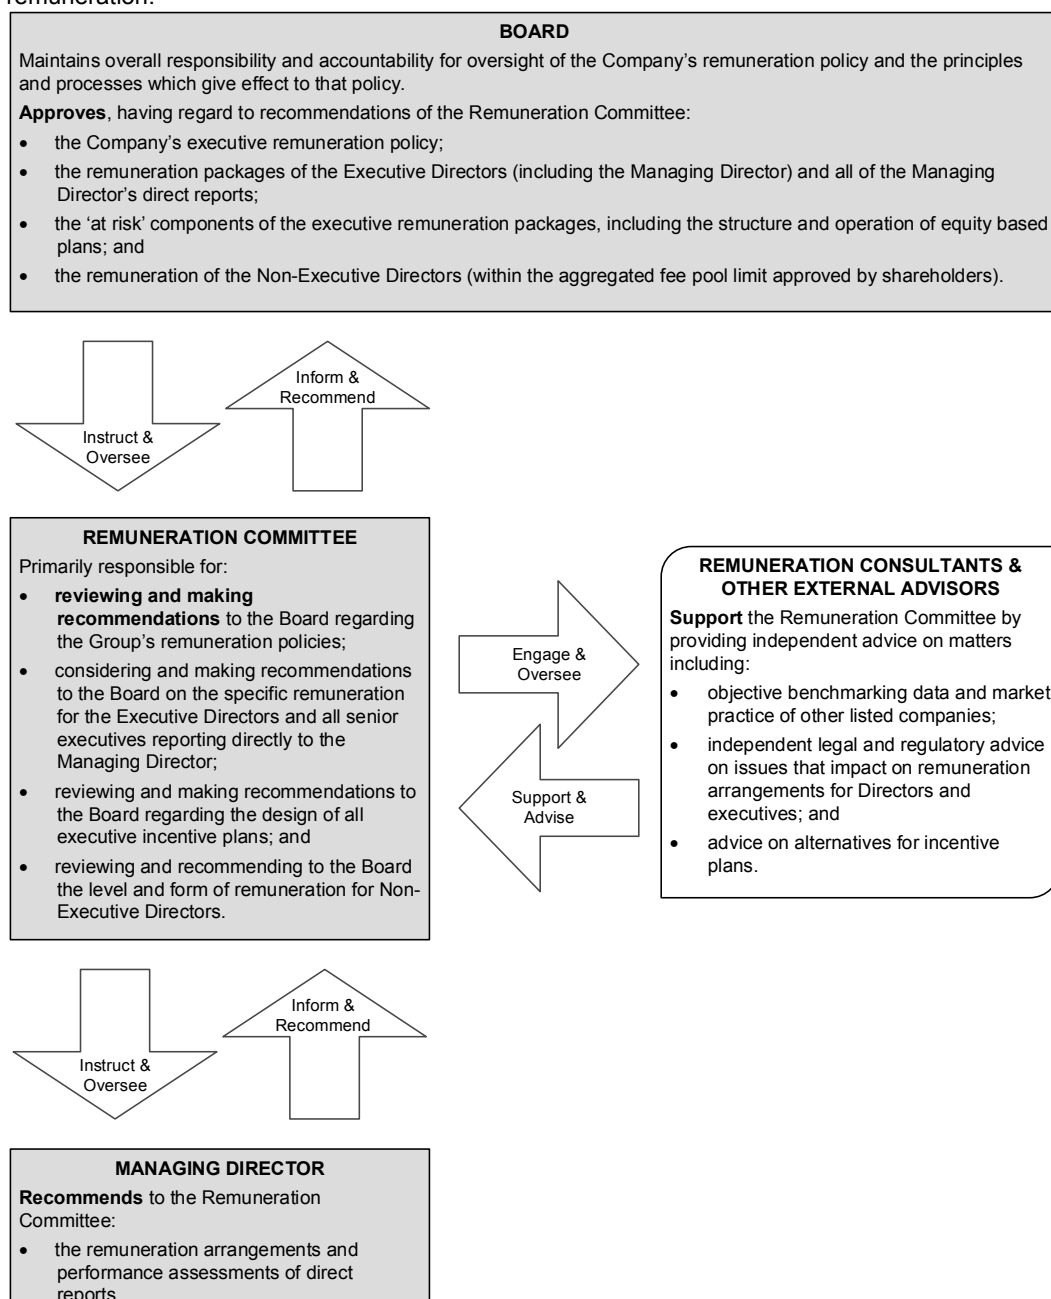 remuneration.
BOARD
Maintains overall responsibility and accountability for oversight of the Company’s remuneration policy and the principles
and processes which give effect to that policy.
Approves, having regard to recommendations of the Remuneration Committee:
• the Company’s executive remuneration policy;
• the remuneration packages of the Executive Directors (including the Managing Director) and all of the Managing
Director’s direct reports;
• the ‘at risk’ components of the executive remuneration packages, including the structure and operation of equity based
plans; and
• the remuneration of the Non-Executive Directors (within the aggregated fee pool limit approved by shareholders).
Instruct &
Oversee
Inform &
Recommend
REMUNERATION COMMITTEE
Primarily responsible for:
• reviewing and making
recommendations to the Board regarding
the Group’s remuneration policies;
• considering and making recommendations
to the Board on the specific remuneration
for the Executive Directors and all senior
executives reporting directly to the
Managing Director;
• reviewing and making recommendations to
the Board regarding the design of all
executive incentive plans; and
• reviewing and recommending to the Board
the level and form of remuneration for Non-
Executive Directors.
Engage &
Oversee
Support &
Advise
REMUNERATION CONSULTANTS &
OTHER EXTERNAL ADVISORS
Support the Remuneration Committee by
providing independent advice on matters
including:
• objective benchmarking data and market
practice of other listed companies;
• independent legal and regulatory advice
on issues that impact on remuneration
arrangements for Directors and
executives; and
• advice on alternatives for incentive
plans.
Instruct &
Oversee
Inform &
Recommend
MANAGING DIRECTOR
Recommends to the Remuneration
Committee:
• the remuneration arrangements and
performance assessments of direct
reports